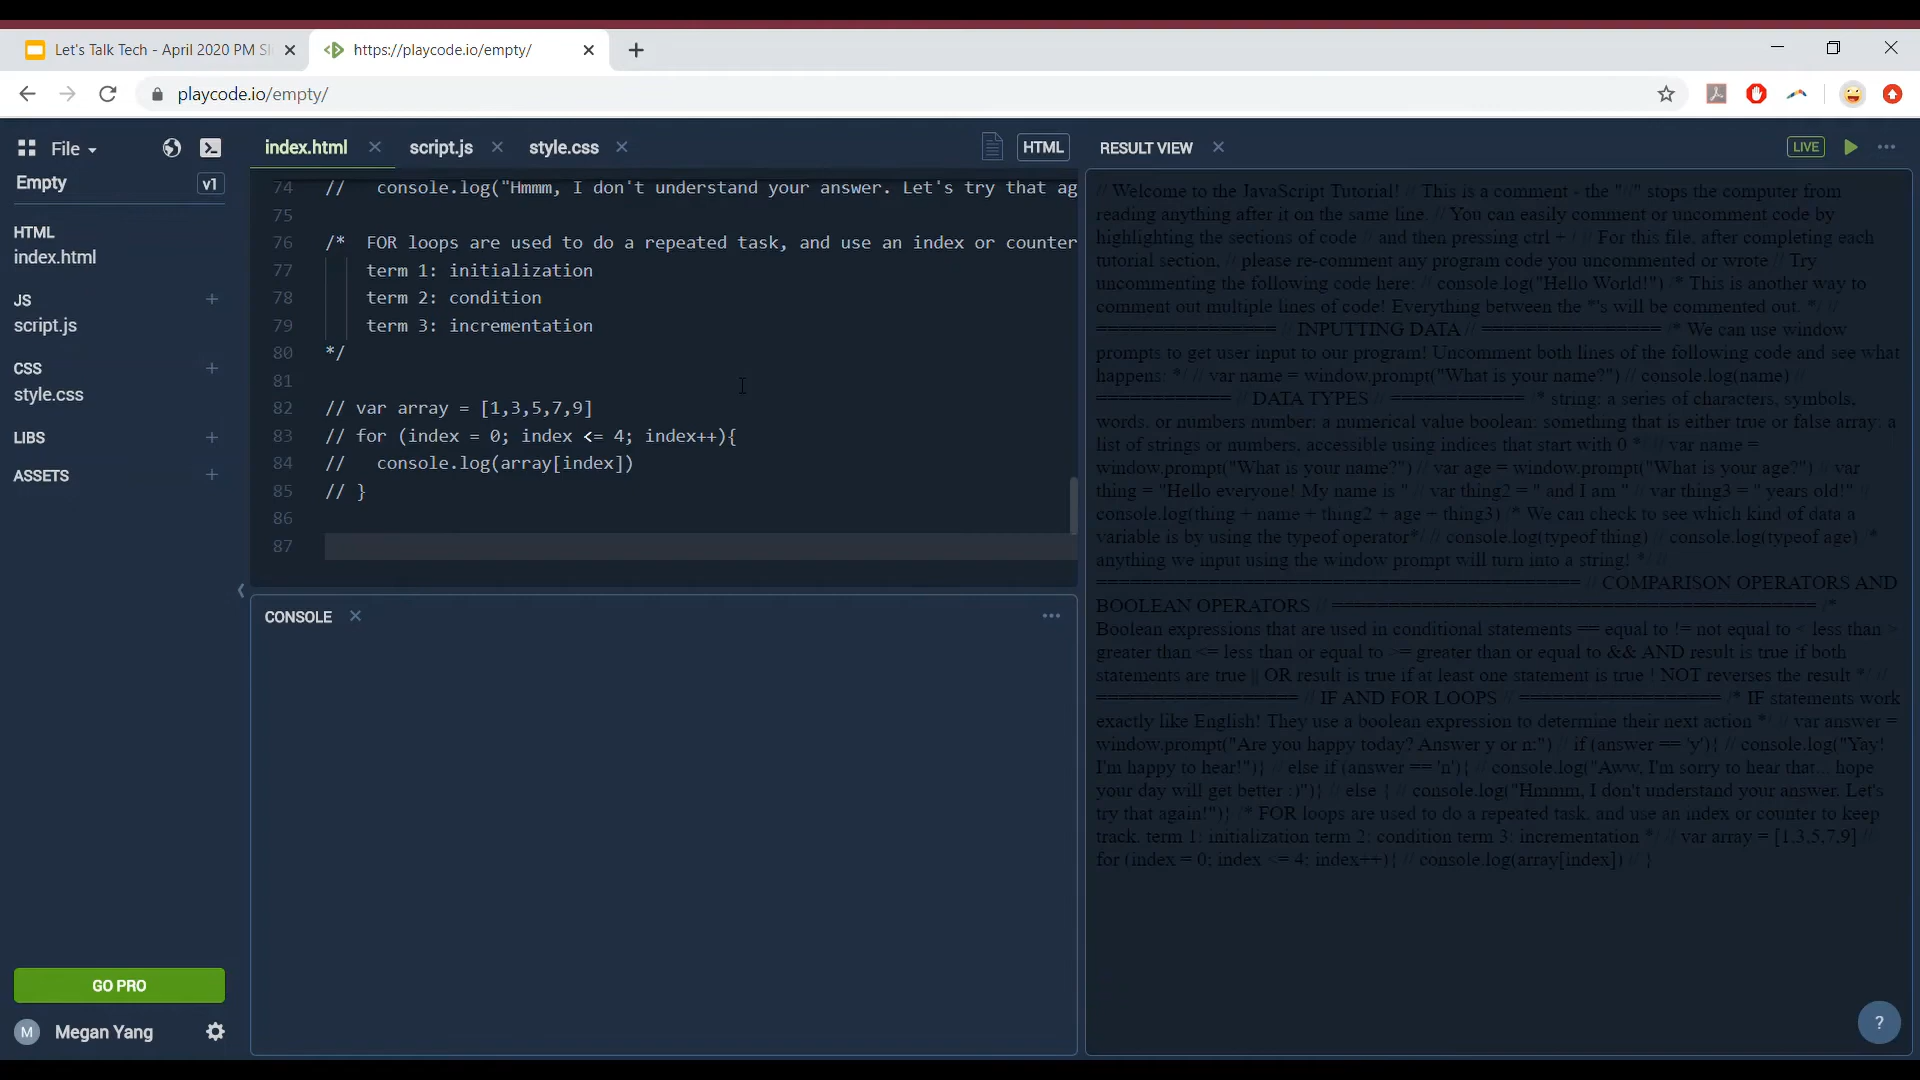 Let's Talk Tech - April 2020 PM Sl
https://playcode.io/empty/
playcode.io/empty/
File
index.html
script.js
style.css
HTML
RESULT VIEW
LIVE
Empty
v1
HTML
index.html
JS
script.js
CSS
style.css
LIBS
ASSETS
GO PRO
M
Megan Yang
74 //   console.log("Hmmm, I don't understand your answer. Let's try that ag
75
76 /*  FOR loops are used to do a repeated task, and use an index or counter
77     term 1: initialization
78     term 2: condition
79     term 3: incrementation
80 */
81
82 // var array = [1,3,5,7,9]
83 // for (index = 0; index <= 4; index++){
84 //   console.log(array[index])
85 // }
86
87
CONSOLE
// Welcome to the JavaScript Tutorial! // This is a comment - the "//" stops the computer from
reading anything after it on the same line. // You can easily comment or uncomment code by
highlighting the sections of code // and then pressing ctrl + / // For this file, after completing each
tutorial section, // please re-comment any program code you uncommented or wrote // Try
uncommenting the following code here: // console.log("Hello World!") /* This is another way to
comment out multiple lines of code! Everything between the *'s will be commented out. */ //
================ // INPUTTING DATA // ================ /* We can use window
prompts to get user input to our program! Uncomment both lines of the following code and see what
happens: */ // var name = window.prompt("What is your name?") // console.log(name) //
============ // DATA TYPES // ============ /* string: a series of characters, symbols,
words, or numbers number: a numerical value boolean: something that is either true or false array: a
list of strings or numbers, accessible using indices that start with 0 */ // var name =
window.prompt("What is your name?") // var age = window.prompt("What is your age?") // var
thing = "Hello everyone! My name is " // var thing2 = " and I am " // var thing3 = " years old!" //
console.log(thing + name + thing2 + age + thing3) /* We can check to see which kind of data a
variable is by using the typeof operator*/ // console.log(typeof thing) // console.log(typeof age) /*
anything we input using the window prompt will turn into a string! */ //
=========================================== // COMPARISON OPERATORS AND
BOOLEAN OPERATORS // =========================================== /*
Boolean expressions that are used in conditional statements == equal to != not equal to < less than >
greater than <= less than or equal to >= greater than or equal to && AND result is true if both
statements are true || OR result is true if at least one statement is true ! NOT reverses the result */ //
================== // IF AND FOR LOOPS // ================== /* IF statements work
exactly like English! They use a boolean expression to determine their next action */ // var answer =
window.prompt("Are you happy today? Answer y or n:") // if (answer == 'y'){ // console.log("Yay!
I'm happy to hear!")} // else if (answer == 'n'){ // console.log("Aww, I'm sorry to hear that... hope
your day will get better :)")} // else { // console.log("Hmmm, I don't understand your answer. Let's
try that again!")} /* FOR loops are used to do a repeated task, and use an index or counter to keep
track. term 1: initialization term 2: condition term 3: incrementation */ // var array = [1,3,5,7,9] //
for (index = 0; index <= 4; index++){ // console.log(array[index]) // }
?